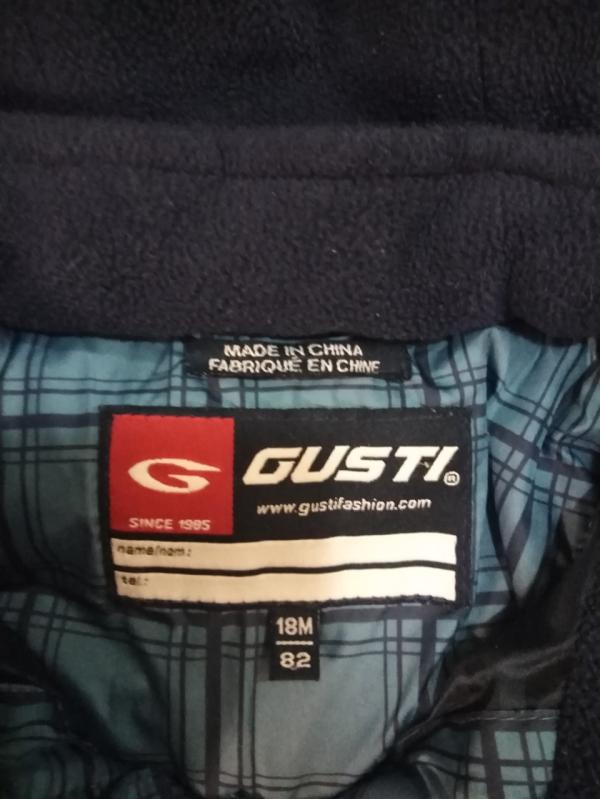 MADE IN CHINA
FABRIQUÉ EN CHINE
GUSTI®
www.gustifashion.com
SINCE 1985
name/nom:
tel.:
18M
82